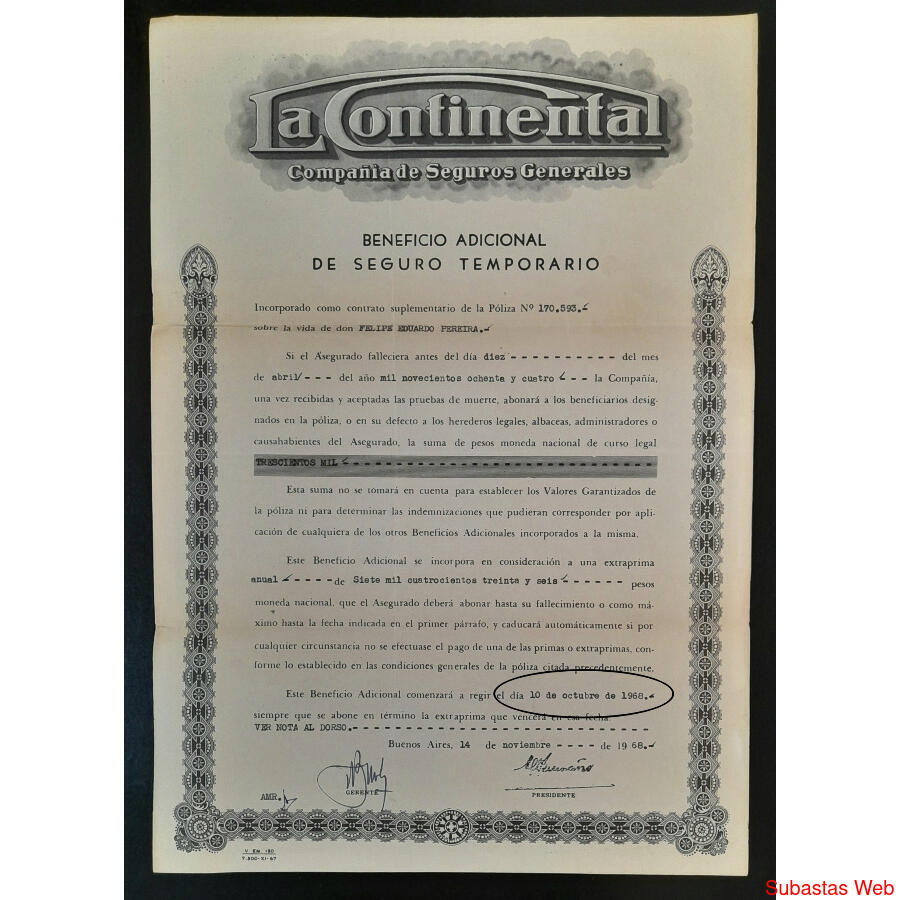 La Continental
Compañia de Seguros Generales
BENEFICIO ADICIONAL
DE SEGURO TEMPORARIO
Incorporado como contrato suplementario de la Póliza Nº 170.593.-
sobre la vida de don FELIPE EDUARDO PEREIRA.-
Si el Asegurado falleciera antes del día diez - - - - - - - - - - del mes
de abril/- - - del año mil novecientos ochenta y cuatro - - - la Compañía,
una vez recibidas y aceptadas las pruebas de muerte, abonará a los beneficiarios desig-
nados en la póliza, o en su defecto a los herederos legales, albaceas, administradores o
causahabientes del Asegurado, la suma de pesos moneda nacional de curso legal
TRESCIENTOS MIL - - - - - - - - - - - - - - - - - - - - - - - - - -
Esta suma no se tomará en cuenta para establecer los Valores Garantizados de
la póliza ni para determinar las indemnizaciones que pudieran corresponder por apli-
cación de cualquiera de los otros Beneficios Adicionales incorporados a la misma.
Este Beneficio Adicional se incorpora en consideración a una extraprima
anual - - - - -de Siete mil cuatrocientos treinta y seis - - - - - - - pesos
moneda nacional, que el Asegurado deberá abonar hasta su fallecimiento o como má-
ximo hasta la fecha indicada en el primer párrafo, y caducará automáticamente si por
cualquier circunstancia no se efectuase el pago de una de las primas o extraprimas, con-
forme lo establecido en las condiciones generales de la póliza citada precedentemente.
Este Beneficio Adicional comenzará a regir el día 10 de octubre de 1968.-
siempre que se abone en término la extraprima que vencerá en esa fecha.
VER NOTA AL DORSO.- - - - - - - - - - - - - - - - - - - - - - - - -
Buenos Aires, 14 de noviembre - - - - de 1968.-
AMR.
GERENTE
PRESIDENTE
V EM. 180
7.500-XI-67
Subastas Web